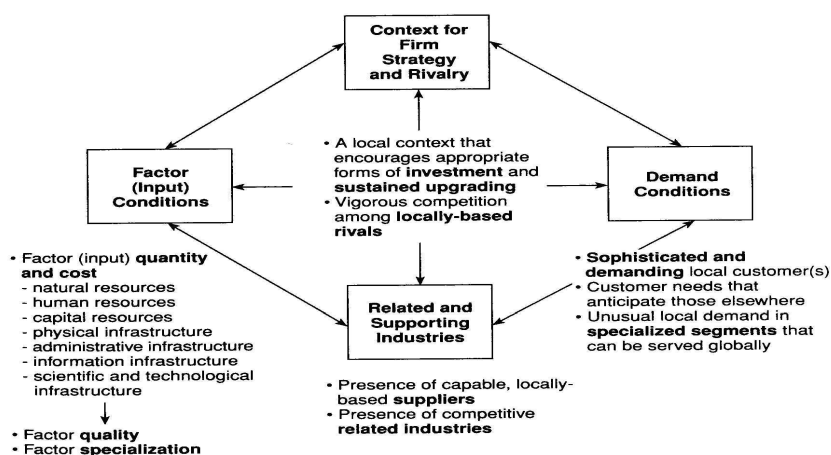 Context for
Firm
Strategy
and Rivalry
• A local context that
encourages appropriate
forms of investment and
sustained upgrading
• Vigorous competition
among locally-based
rivals
Factor
(Input)
Conditions
Demand
Conditions
• Factor (input) quantity
and cost
- natural resources
- human resources
- capital resources
- physical infrastructure
- administrative infrastructure
- information infrastructure
- scientific and technological
infrastructure
• Factor quality
• Factor specialization
Related and
Supporting
Industries
• Presence of capable, locally-
based suppliers
• Presence of competitive
related industries
• Sophisticated and
demanding local customer(s)
• Customer needs that
anticipate those elsewhere
• Unusual local demand in
specialized segments that
can be served globally